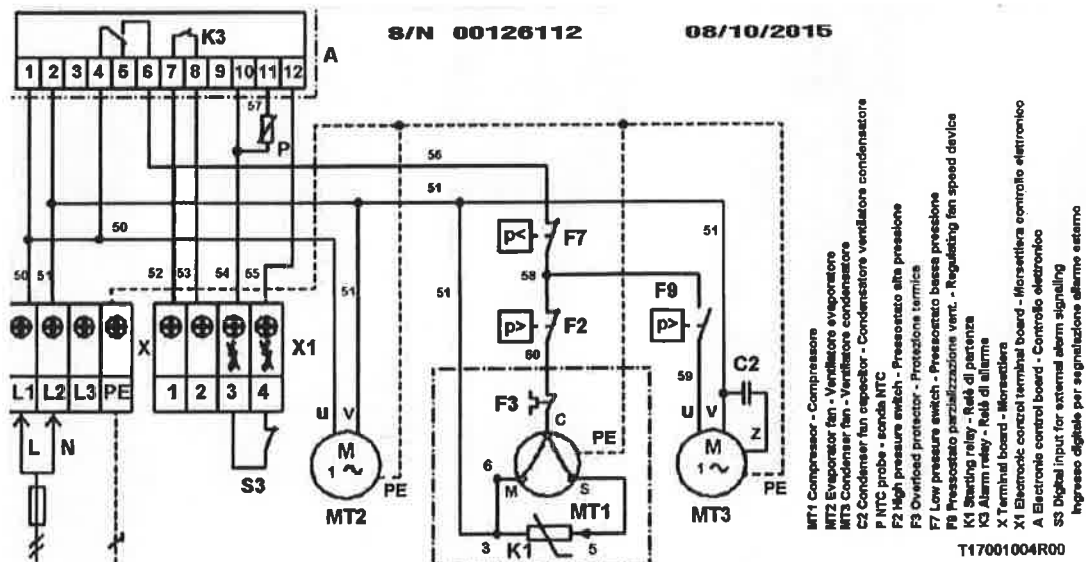 S/N 00126112 08/10/2015
K3
A
1 2 3 4 5 6 7 8 9 10 11 12
57
P
56
51
50
50 51 52 53 54 55
51
51
51
p< F7
58
F9
p> F2
p>
60
59
C2
X
X1
L1 L2 L3 PE
1 2 3 4
L N
S3
u v
M
1 ~
PE
MT2
F3
C
PE
6
M S
MT1
3 K1 5
u v
Z
M
1 ~
PE
MT3
MT1 Compressor - Compressore
MT2 Evaporator fan - Ventilatore evaporatore
MT3 Condenser fan - Ventilatore condensatore
C2 Condenser fan capacitor - Condensatore ventilatore condensatore
P NTC probe - sonda NTC
F2 High pressure switch - Pressostato alta pressione
F3 Overload protector - Protezione termica
F7 Low pressure switch - Pressostato bassa pressione
F9 Pressostato parzializzazione vent. - Regulating fan speed device
K1 Starting relay - Relè di partenza
K3 Alarm relay - Relè di allarme
X Terminal board - Morsettiera
X1 Electronic control terminal board - Morsettiera controllo elettronico
A Electronic control board - Controllo elettronico
S3 Digital input for external alarm signaling
Ingresso digitale per segnalazione allarme esterno
T17001004R00